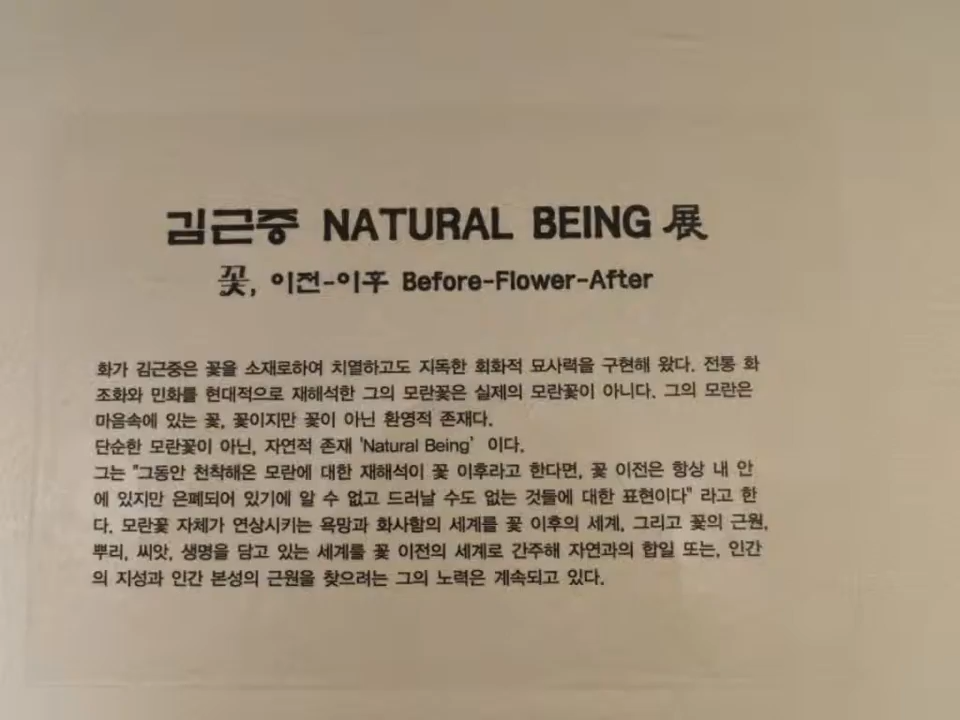 김근중 NATURAL BEING 展
꽃, 이전-이후 Before-Flower-After
화가 김근중은 꽃을 소재로하여 치열하고도 지독한 회화적 묘사력을 구현해 왔다. 전통 화
조화와 민화를 현대적으로 재해석한 그의 모란꽃은 실제의 모란꽃이 아니다. 그의 모란은
마음속에 있는 꽃, 꽃이지만 꽃이 아닌 환영적 존재다.
단순한 모란꽃이 아닌, 자연적 존재 'Natural Being' 이다.
그는 "그동안 천착해온 모란에 대한 재해석이 꽃 이후라고 한다면, 꽃 이전은 항상 내 안
에 있지만 은폐되어 있기에 알 수 없고 드러날 수도 없는 것들에 대한 표현이다" 라고 한
다. 모란꽃 자체가 연상시키는 욕망과 화사함의 세계를 꽃 이후의 세계, 그리고 꽃의 근원,
뿌리, 씨앗, 생명을 담고 있는 세계를 꽃 이전의 세계로 간주해 자연과의 합일 또는, 인간
의 지성과 인간 본성의 근원을 찾으려는 그의 노력은 계속되고 있다.